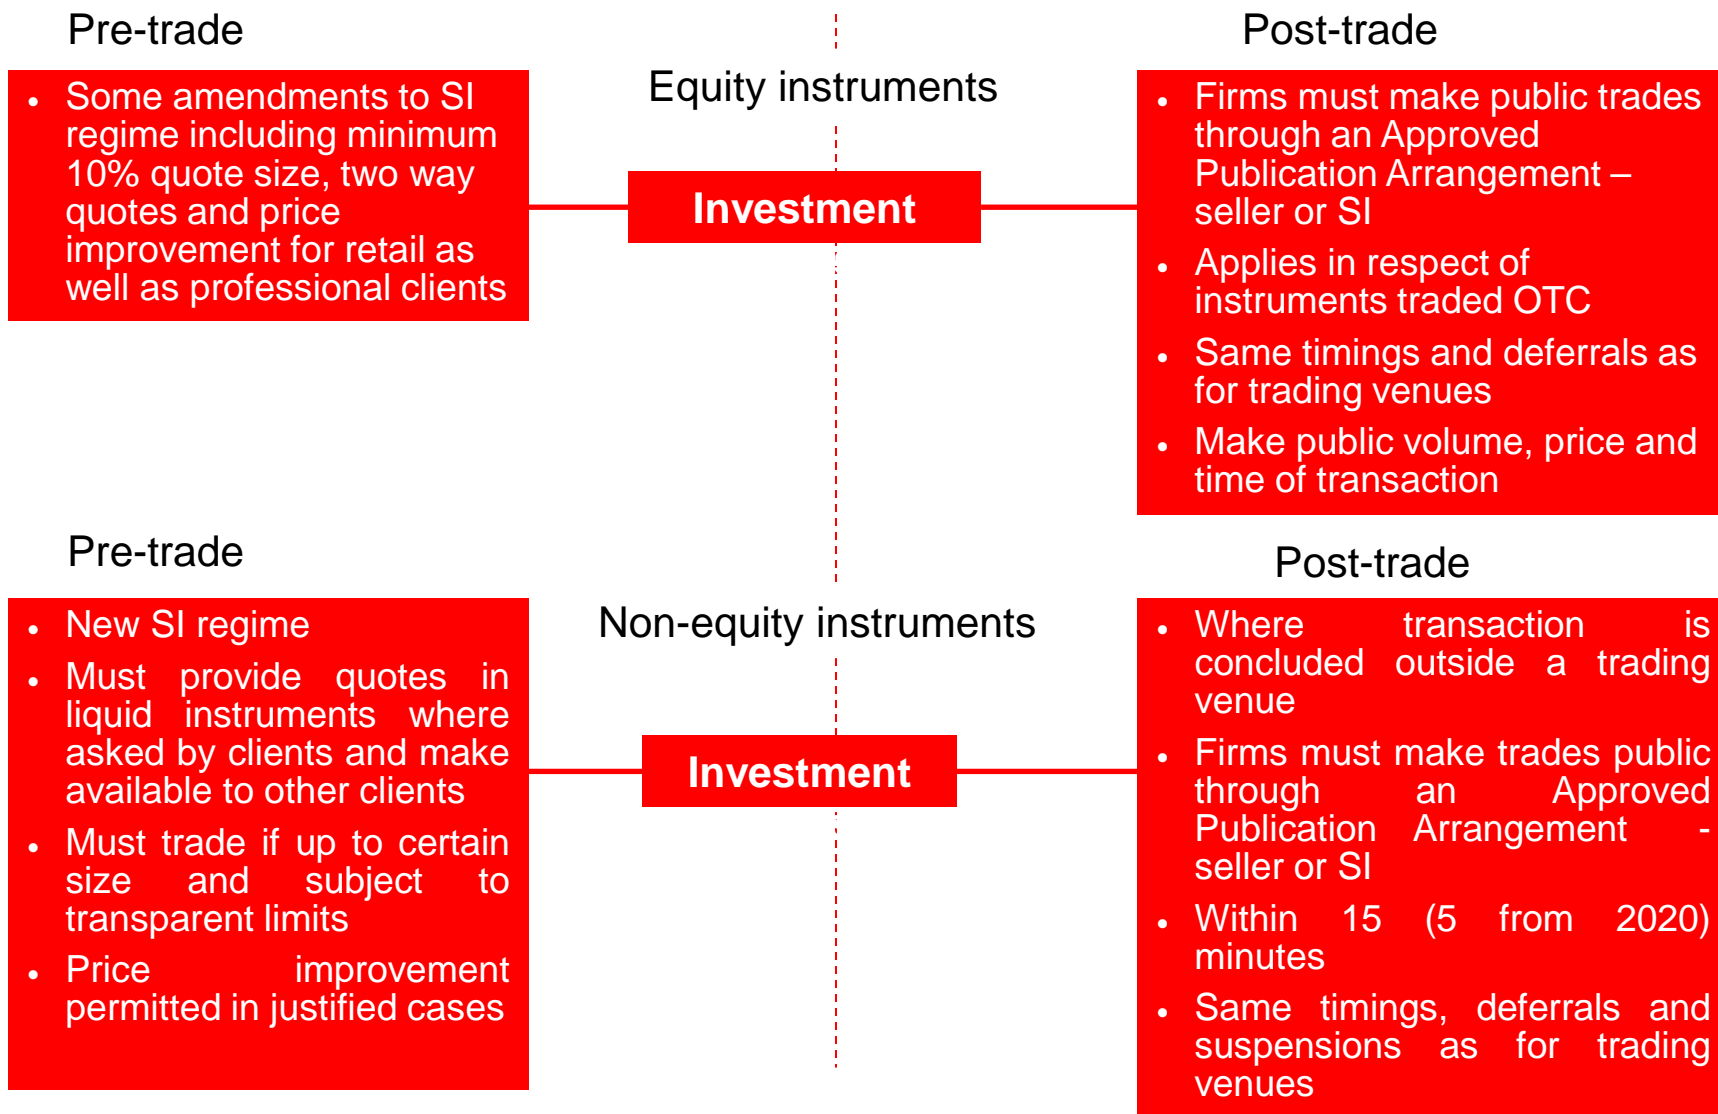 Pre-trade
• Some amendments to SI
regime including minimum
10% quote size, two way
quotes and price
improvement for retail as
well as professional clients
Equity instruments
Investment
Post-trade
• Firms must make public trades
through an Approved
Publication Arrangement –
seller or SI
• Applies in respect of
instruments traded OTC
• Same timings and deferrals as
for trading venues
• Make public volume, price and
time of transaction
Pre-trade
• New SI regime
• Must provide quotes in
liquid instruments where
asked by clients and make
available to other clients
• Must trade if up to certain
size and subject to
transparent limits
• Price improvement
permitted in justified cases
Non-equity instruments
Investment
Post-trade
• Where transaction is
concluded outside a trading
venue
• Firms must make trades public
through an Approved
Publication Arrangement -
seller or SI
• Within 15 (5 from 2020)
minutes
• Same timings, deferrals and
suspensions as for trading
venues